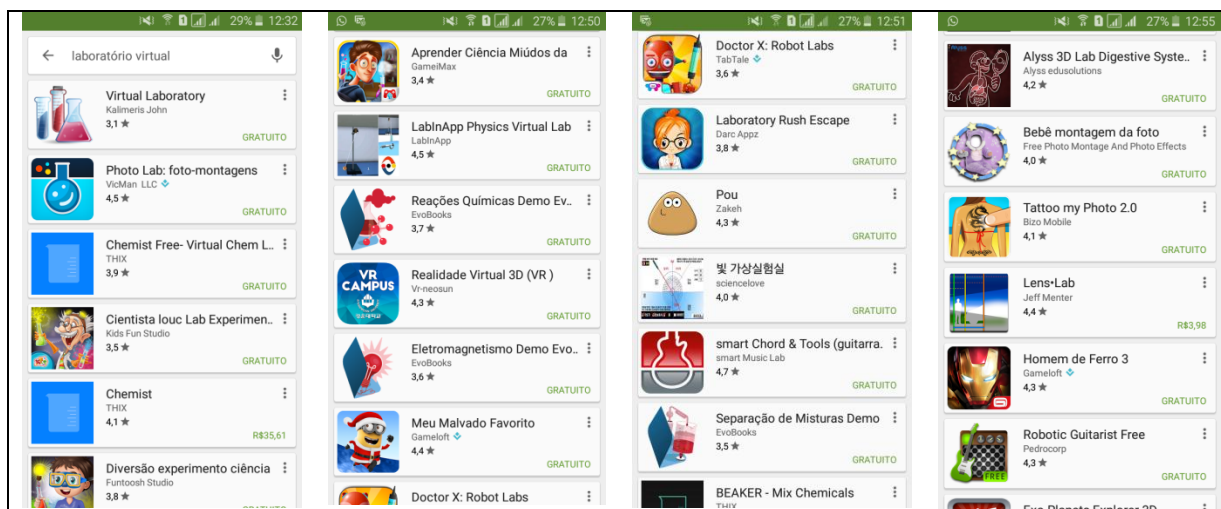 29% 12:32
laboratório virtual
Virtual Laboratory
Kalimeris John
3,1 ★
GRATUITO
Photo Lab: foto-montagens
VicMan LLC
4,5 ★
GRATUITO
Chemist Free- Virtual Chem L..
THIX
3,9 ★
GRATUITO
Cientista louc Lab Experimen..
Kids Fun Studio
3,5 ★
GRATUITO
Chemist
THIX
4,1 ★
R$35,61
Diversão experimento ciência
Funtoosh Studio
3,8 ★
GRATUITO
27% 12:50
Aprender Ciência Miúdos da
GameiMax
3,4 ★
GRATUITO
LabInApp Physics Virtual Lab
LabInApp
4,5 ★
GRATUITO
Reações Químicas Demo Ev..
EvoBooks
3,7 ★
GRATUITO
VR
CAMPUS
Realidade Virtual 3D (VR )
Vr-neosun
4,3 ★
GRATUITO
Eletromagnetismo Demo Evo..
EvoBooks
3,6 ★
GRATUITO
Meu Malvado Favorito
Gameloft
4,4 ★
GRATUITO
Doctor X: Robot Labs
27% 12:51
Doctor X: Robot Labs
TabTale
3,6 ★
GRATUITO
Laboratory Rush Escape
Darc Appz
3,8 ★
GRATUITO
Pou
Zakeh
4,3 ★
GRATUITO
빛 가상실험실
sciencelove
4,0 ★
GRATUITO
smart Chord & Tools (guitarra.
smart Music Lab
4,7 ★
GRATUITO
Separação de Misturas Demo
EvoBooks
3,5 ★
GRATUITO
BEAKER - Mix Chemicals
THIX
27% 12:55
Alyss 3D Lab Digestive Syste..
Alyss edusolutions
4,2 ★
GRATUITO
Bebê montagem da foto
Free Photo Montage And Photo Effects
4,0 ★
GRATUITO
Tattoo my Photo 2.0
Bizo Mobile
4,1 ★
GRATUITO
Lens•Lab
Jeff Menter
4,4 ★
R$3,98
Homem de Ferro 3
Gameloft
4,3 ★
GRATUITO
FREE
Robotic Guitarist Free
Pedrocorp
4,3 ★
GRATUITO
Exo Planets Explorer 3D